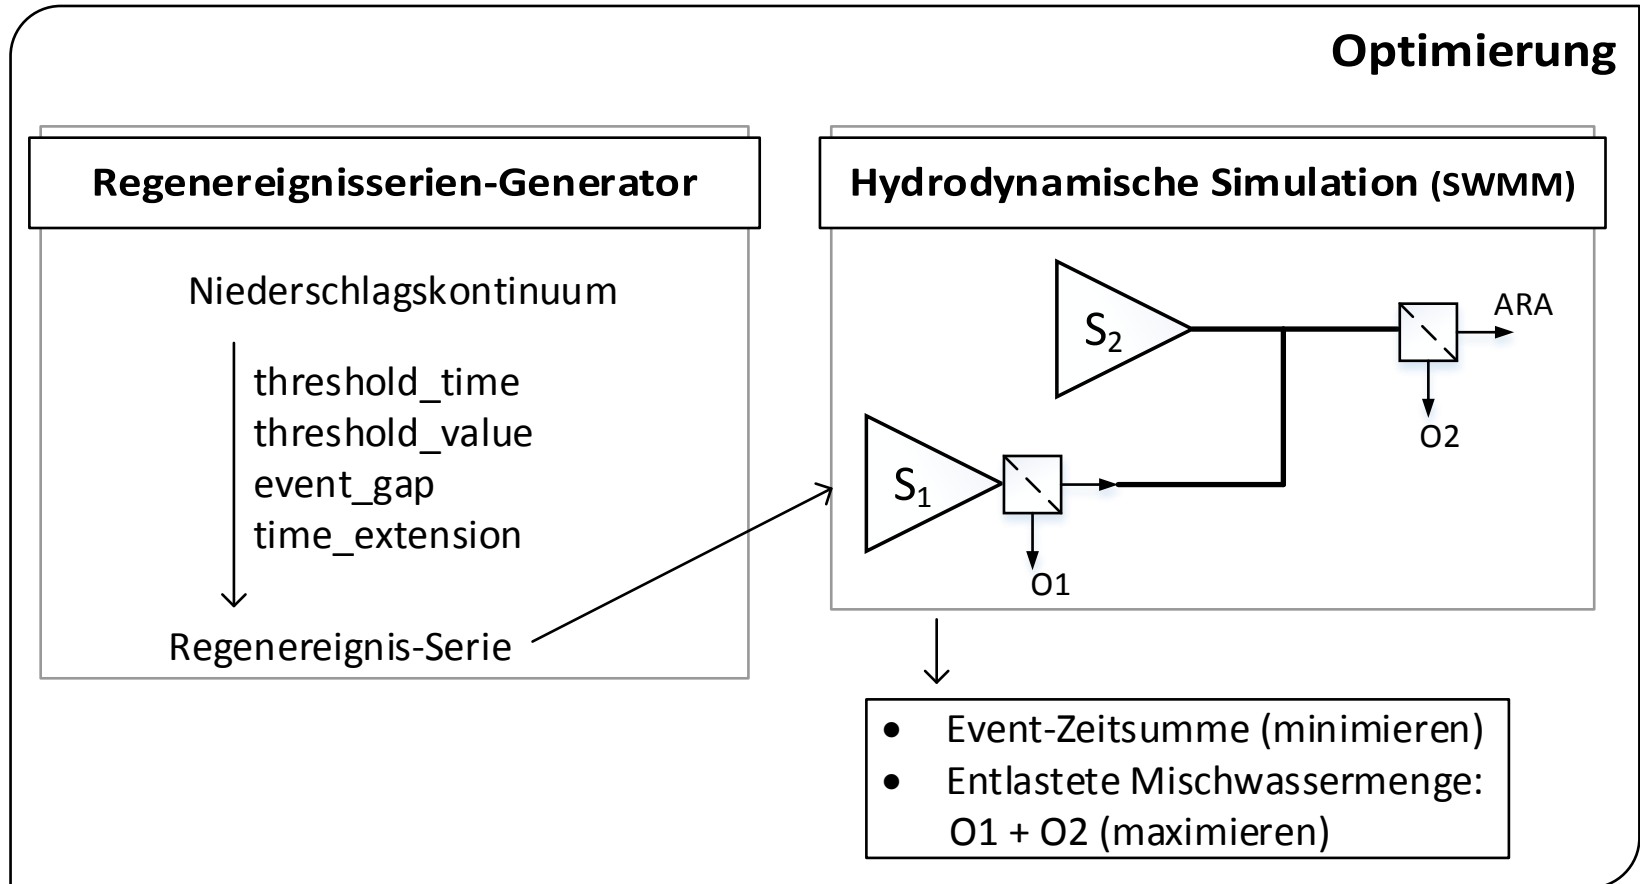 Optimierung
Regenereignisserien-Generator
Niederschlagskontinuum
threshold_time
threshold_value
event_gap
time_extension
Regenereignis-Serie
Hydrodynamische Simulation (SWMM)
S₂
ARA
O2
S₁
O1
• Event-Zeitsumme (minimieren)
• Entlastete Mischwassermenge:
O1 + O2 (maximieren)